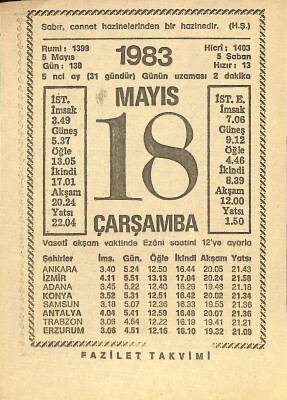 Sabır, cennet hazinelerinden bir hazinedir. (H.Ş.)
Rumi : 1399
5 Mayıs
Gün : 138
1983
Hicrî : 1403
5 Şaban
Hızır : 13
5 nci ay (31 gündür) Günün uzaması 2 dakika
MAYIS
İST.
İmsak
3.49
Güneş
5.37
Öğle
13.05
İkindi
17.01
Akşam
20.24
Yatsı
22.04
18
İST. E.
İmsak
7.06
Güneş
9.12
Öğle
4.46
İkindi
8.39
Akşam
12.00
Yatsı
1.50
ÇARŞAMBA
Vasatî akşam vaktinde Ezânî saatını 12'ye ayarla
Şehirler İms. Gün. Öğle İkindi Akşam Yatsı
ANKARA 3.40 5.24 12.50 16.44 20.05 21.43
İZMİR 4.11 5.51 13.13 17.04 20.24 21.58
ADANA 3.45 5.22 12.40 16.29 19.48 21.18
KONYA 3.52 5.31 12.51 16.42 20.02 21.34
SAMSUN 3.18 5.07 12.36 16.33 19.55 21.36
ANTALYA 4.04 5.41 12.59 16.48 20.07 21.36
TRABZON 3.06 4.54 12.22 16.19 19.41 21.21
ERZURUM 3.06 4.51 12.16 16.10 19.32 21.09
FAZİLET TAKVİMİ